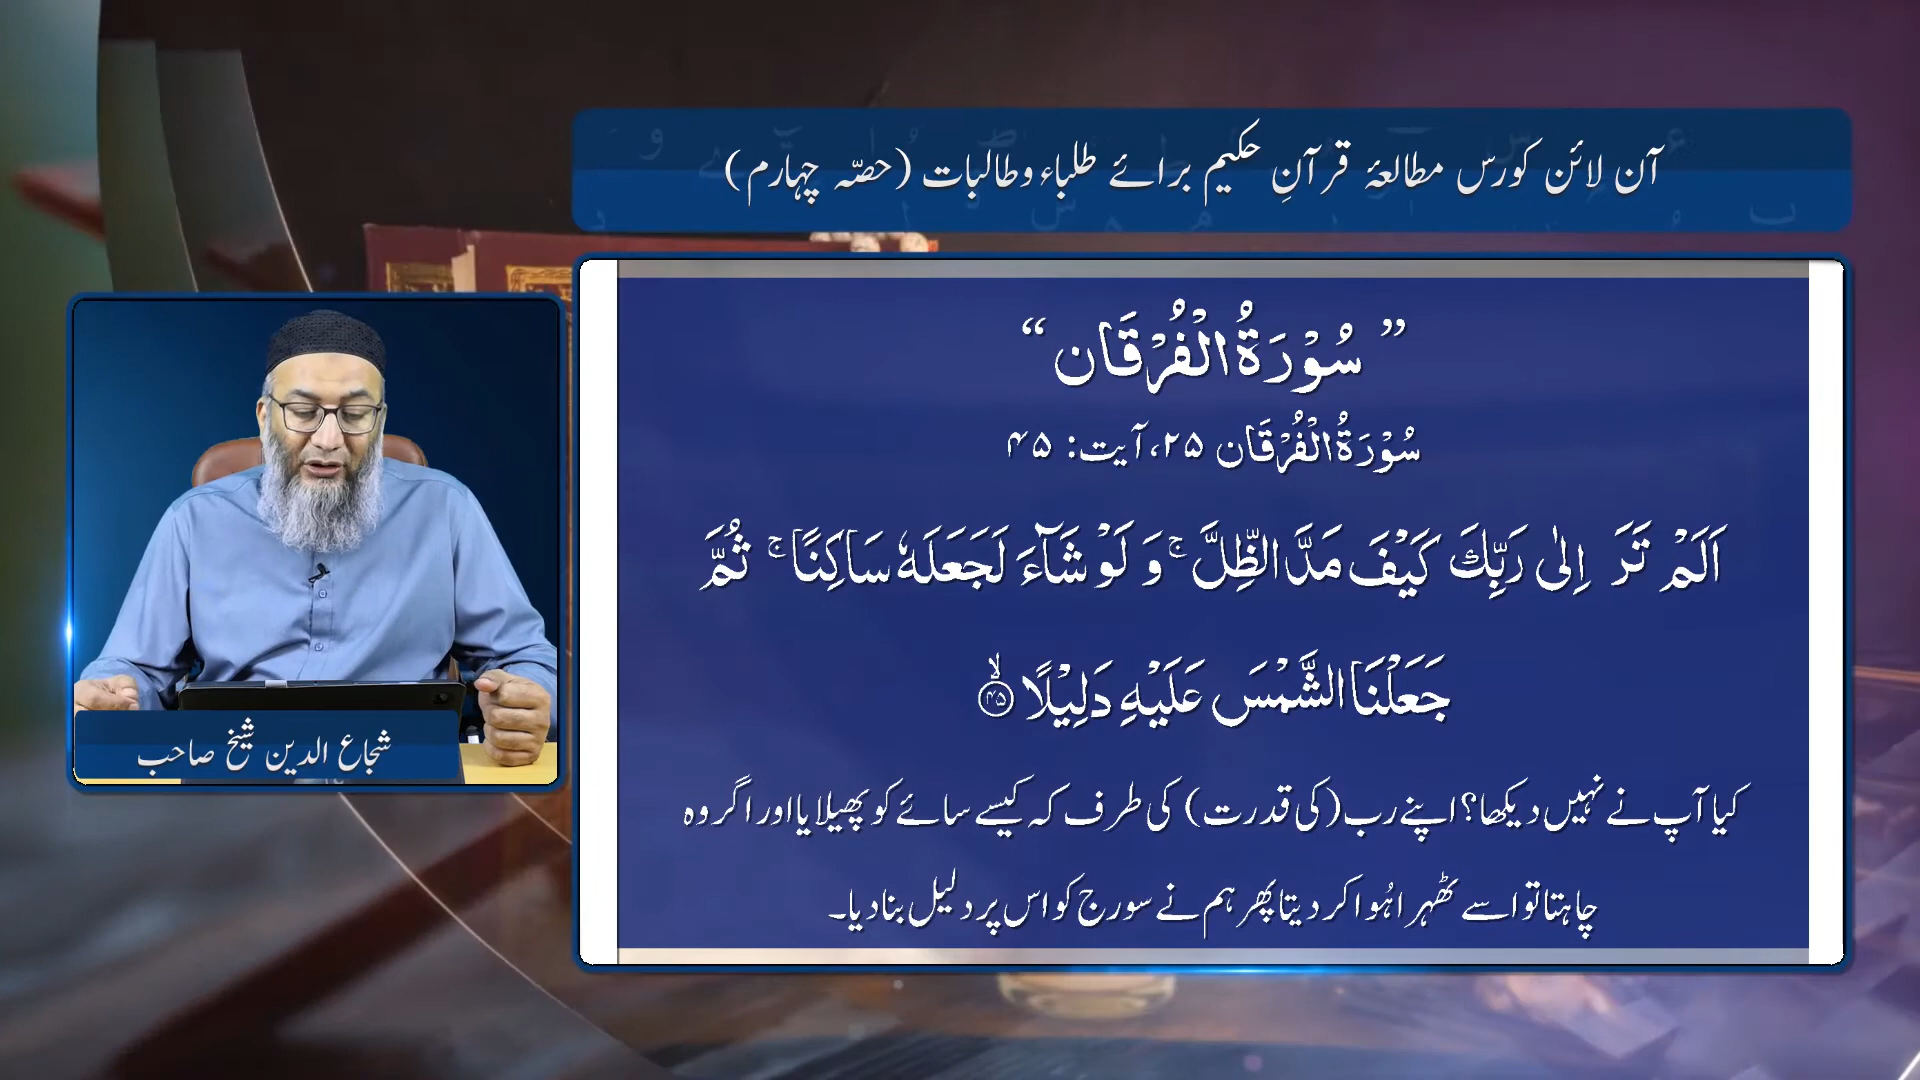 آن لائن کورس مطالعۂ قرآنِ حکیم برائے طلباء وطالبات (حصّہ چہارم)
” سُوْرَۃُ الْفُرْقَان “
سُوْرَۃُ الْفُرْقَان ۲۵، آیت: ۴۵
اَلَمْ تَرَ اِلٰى رَبِّكَ كَيْفَ مَدَّ الظِّلَّ ۚ وَ لَوْ شَآءَ لَجَعَلَهٗ سَاكِنًا ۚ ثُمَّ
جَعَلْنَا الشَّمْسَ عَلَيْهِ دَلِيْلًا ۙ﴿۴۵﴾
کیا آپ نے نہیں دیکھا؟ اپنے رب (کی قدرت) کی طرف کہ کیسے سائے کو پھیلایا اور اگر وہ
چاہتا تو اسے ٹھہرا ہُوا کر دیتا پھر ہم نے سورج کو اس پر دلیل بنا دیا۔
شجاع الدین شیخ صاحب